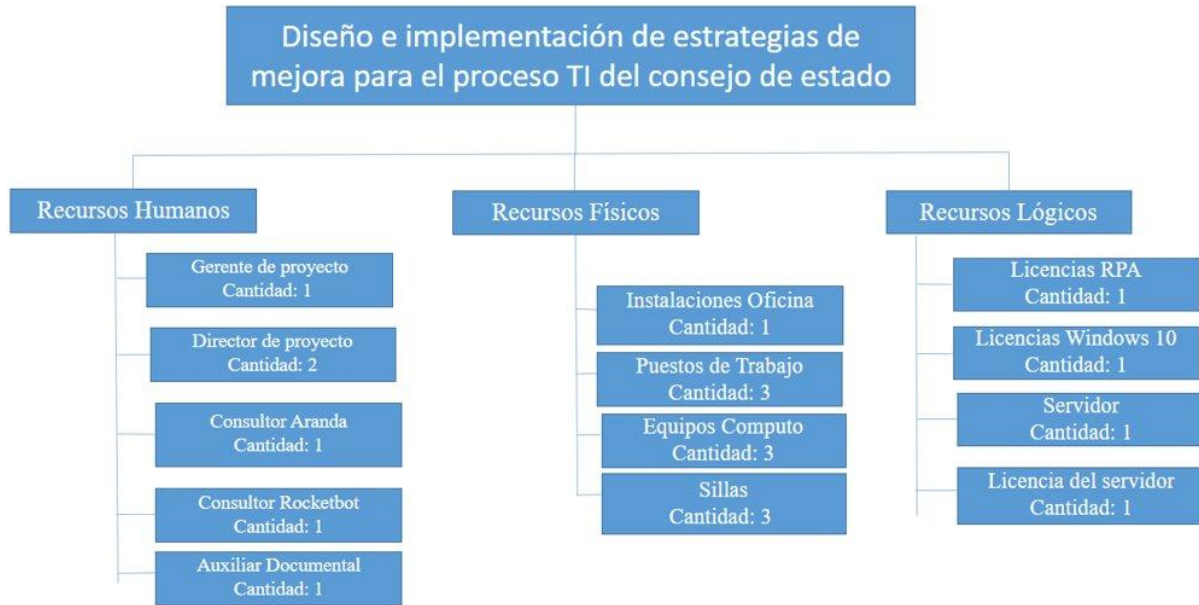 Diseño e implementación de estrategias de
mejora para el proceso TI del consejo de estado
Recursos Humanos
Gerente de proyecto
Cantidad: 1
Director de proyecto
Cantidad: 2
Consultor Aranda
Cantidad: 1
Consultor Rocketbot
Cantidad: 1
Auxiliar Documental
Cantidad: 1
Recursos Físicos
Instalaciones Oficina
Cantidad: 1
Puestos de Trabajo
Cantidad: 3
Equipos Computo
Cantidad: 3
Sillas
Cantidad: 3
Recursos Lógicos
Licencias RPA
Cantidad: 1
Licencias Windows 10
Cantidad: 1
Servidor
Cantidad: 1
Licencia del servidor
Cantidad: 1